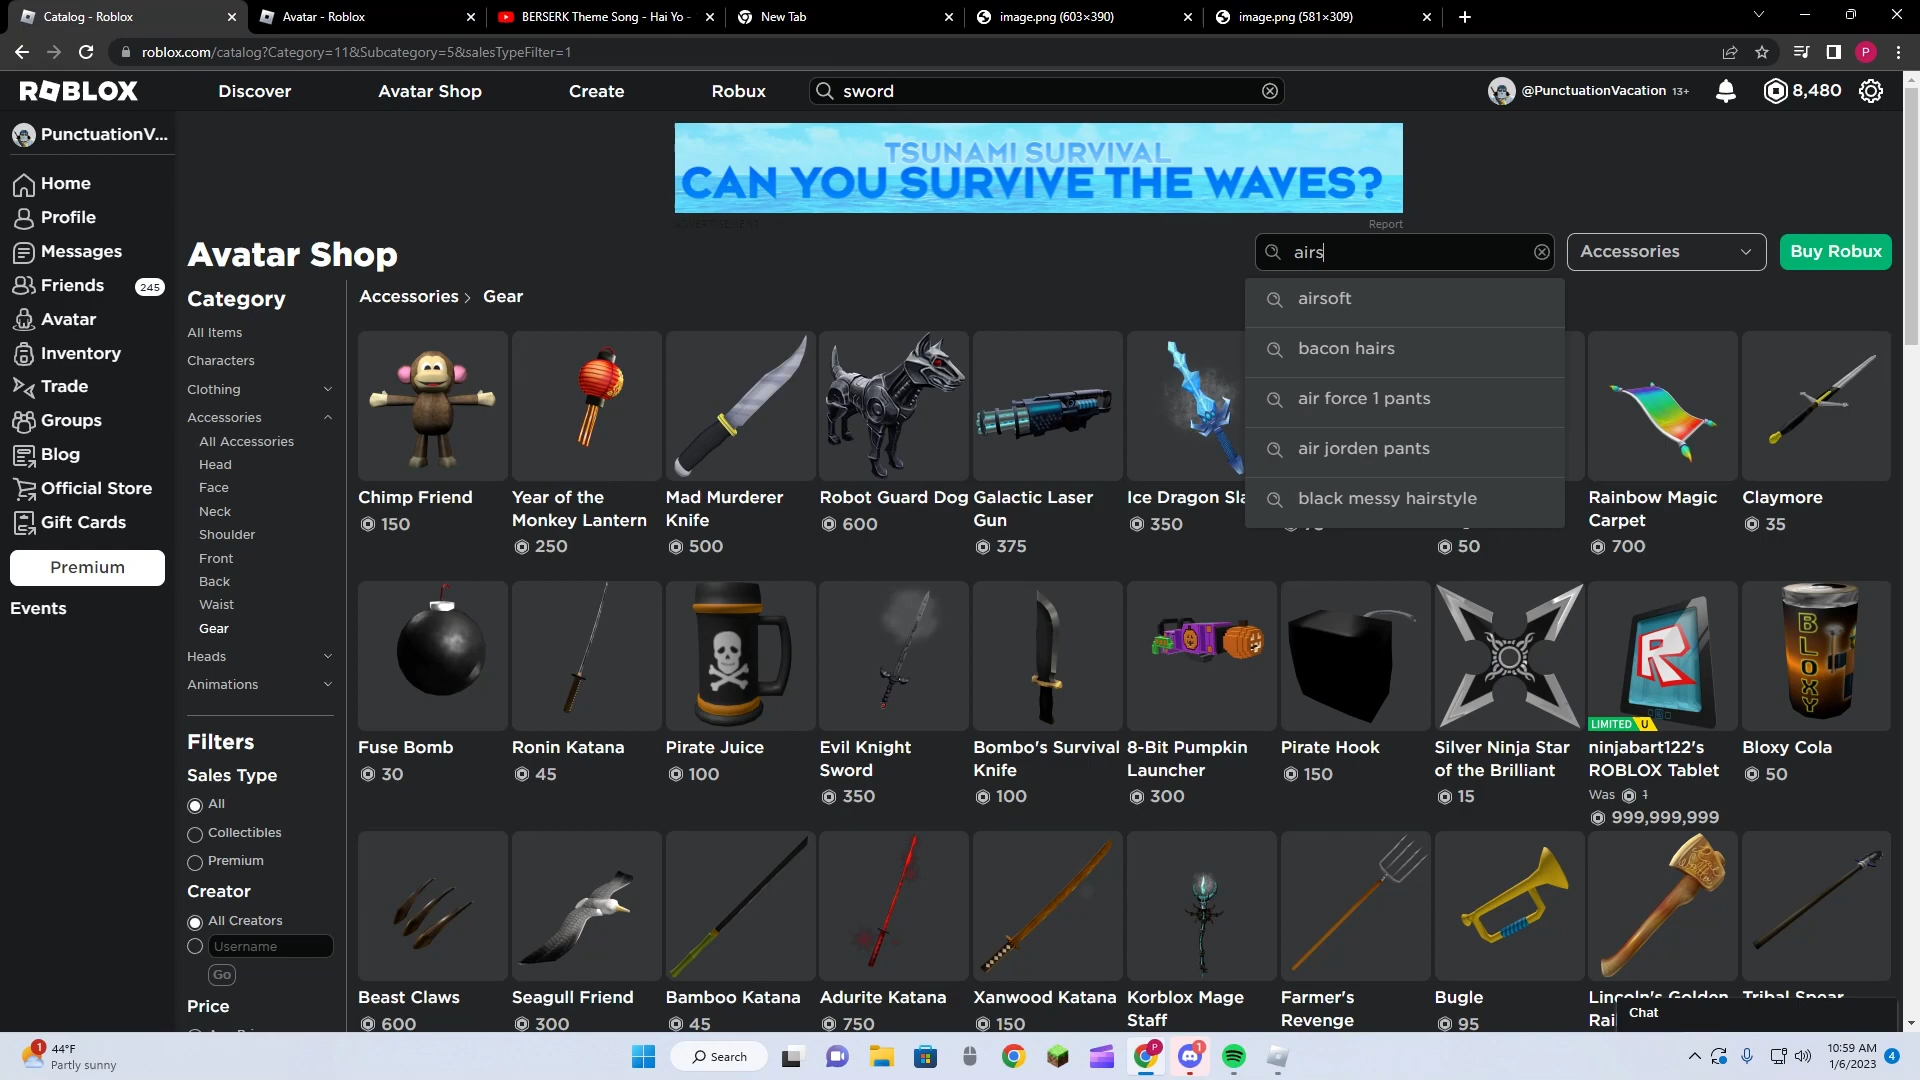 Catalog - Roblox
Avatar - Roblox
BERSERK Theme Song - Hai Yo -
New Tab
image.png (603×390)
image.png (581×309)
roblox.com/catalog?Category=11&Subcategory=5&salesTypeFilter=1
P
ROBLOX
Discover
Avatar Shop
Create
Robux
sword
@PunctuationVacation 13+
8,480
PunctuationV...
Home
Profile
Messages
Friends
245
Avatar
Inventory
Trade
Groups
Blog
Official Store
Gift Cards
Premium
Events
TSUNAMI SURVIVAL
CAN YOU SURVIVE THE WAVES?
ADVERTISEMENT
Report
Avatar Shop
airs
Accessories
Buy Robux
airsoft
bacon hairs
air force 1 pants
air jorden pants
black messy hairstyle
Category
All Items
Characters
Clothing
Accessories
All Accessories
Head
Face
Neck
Shoulder
Front
Back
Waist
Gear
Heads
Animations
Filters
Sales Type
All
Collectibles
Premium
Creator
All Creators
Username
Go
Price
Accessories > Gear
Chimp Friend
150
Year of the
Monkey Lantern
250
Mad Murderer
Knife
500
Robot Guard Dog
600
Galactic Laser
Gun
375
Ice Dragon Sla
350
50
Rainbow Magic
Carpet
700
Claymore
35
Fuse Bomb
30
Ronin Katana
45
Pirate Juice
100
Evil Knight
Sword
350
Bombo's Survival
Knife
100
8-Bit Pumpkin
Launcher
300
Pirate Hook
150
Silver Ninja Star
of the Brilliant
15
LIMITED U
ninjabart122's
ROBLOX Tablet
Was 1
999,999,999
BLOXY
Bloxy Cola
50
Beast Claws
600
Seagull Friend
300
Bamboo Katana
45
Adurite Katana
750
Xanwood Katana
150
Korblox Mage
Staff
Farmer's
Revenge
Bugle
95
Lincoln's Golden
Rai
Tribal Spear
Chat
1
44°F
Partly sunny
Search
P
1
10:59 AM
1/6/2023
4